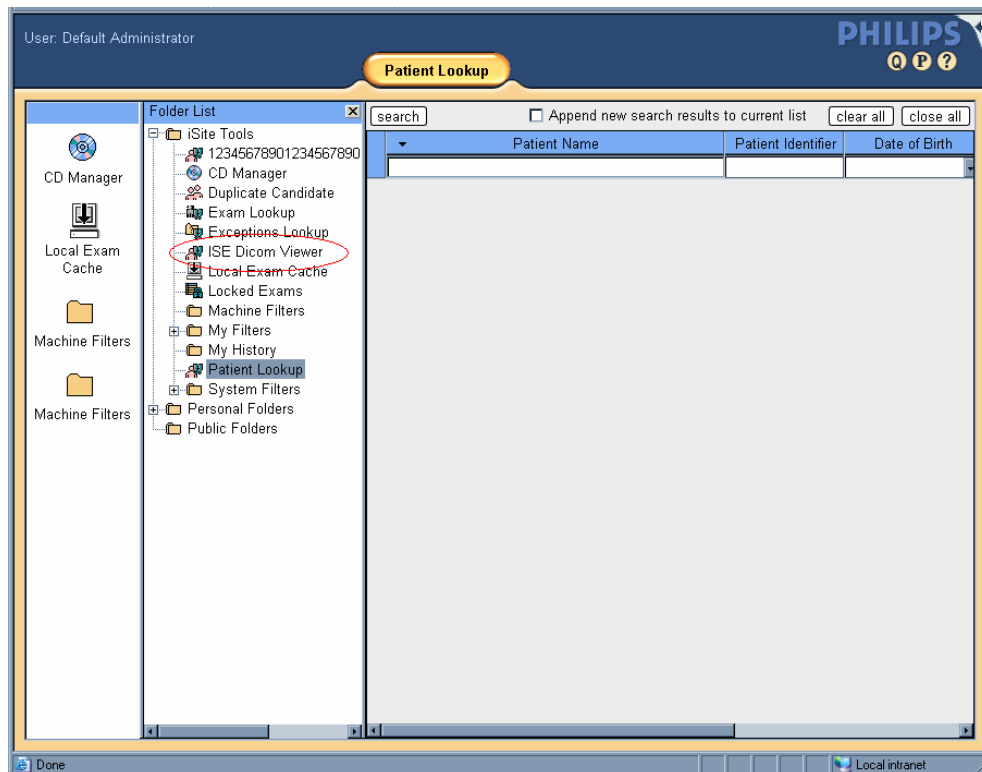 User: Default Administrator
PHILIPS
Q P ?
Patient Lookup
CD Manager
Local Exam
Cache
Machine Filters
Machine Filters
Folder List
iSite Tools
12345678901234567890
CD Manager
Duplicate Candidate
Exam Lookup
Exceptions Lookup
ISE Dicom Viewer
Local Exam Cache
Locked Exams
Machine Filters
My Filters
My History
Patient Lookup
System Filters
Personal Folders
Public Folders
search
Append new search results to current list
clear all
close all
Patient Name
Patient Identifier
Date of Birth
Done
Local intranet